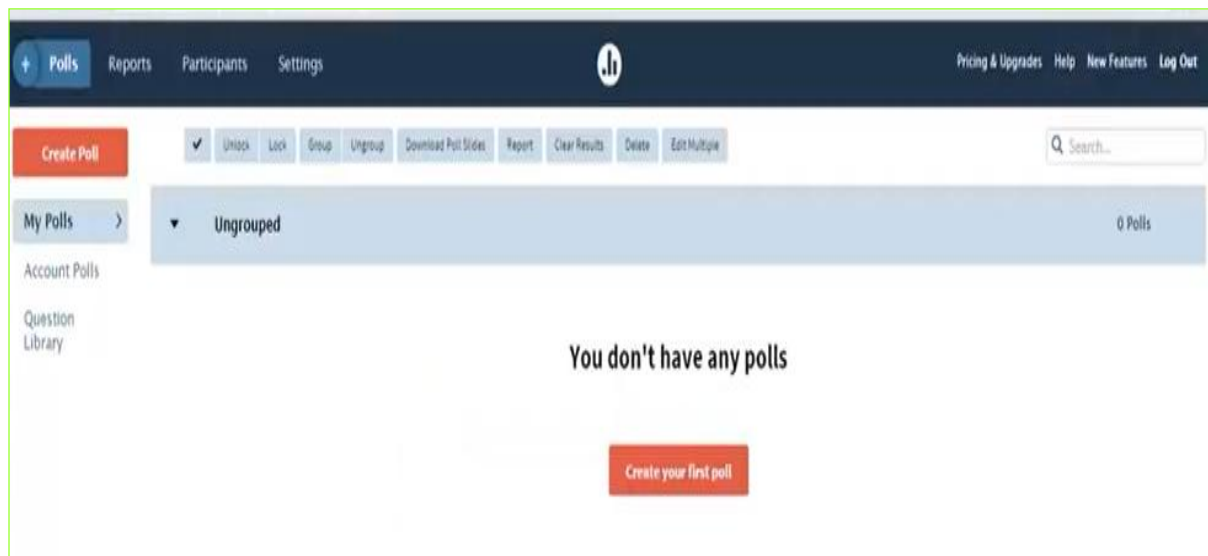 + Polls Reports Participants Settings Pricing & Upgrades Help New Features Log Out
Create Poll Unlock Lock Group Ungroup Download Poll Slides Report Clear Results Delete Edit Multiple Search...
My Polls > Ungrouped 0 Polls
Account Polls
Question
Library
You don't have any polls
Create your first poll